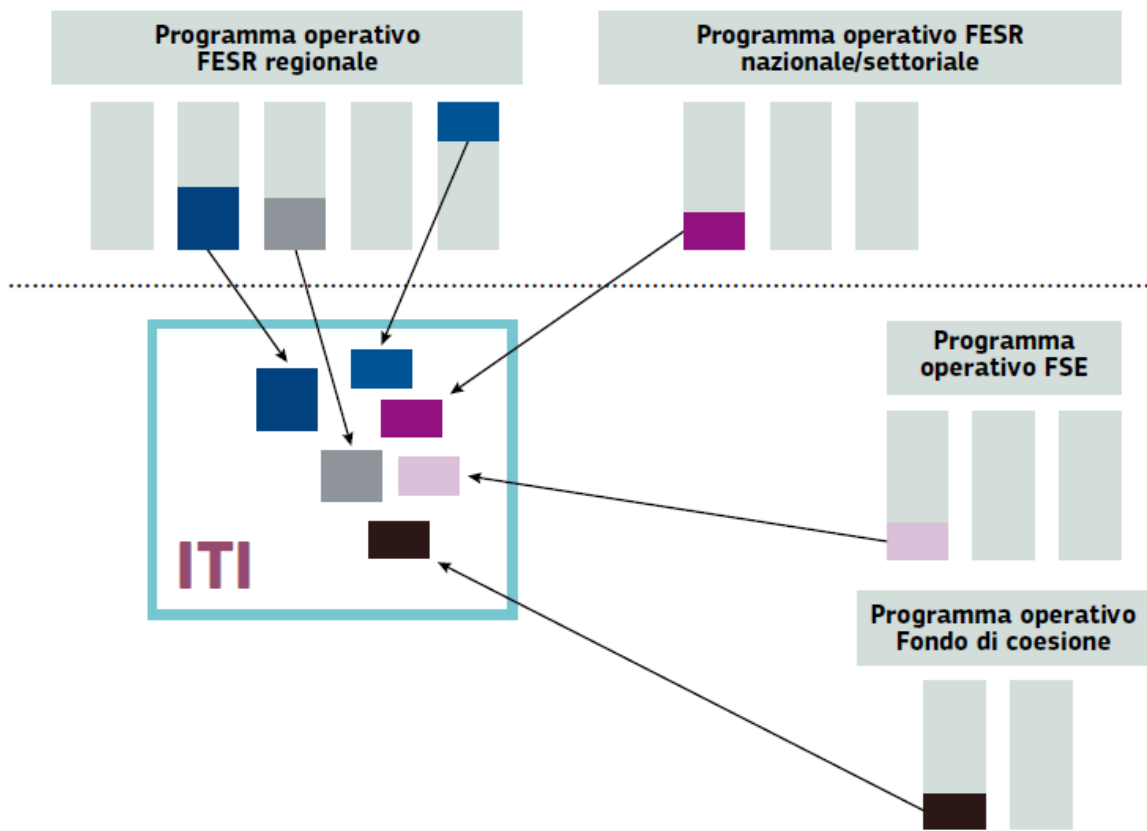 Programma operativo
FESR regionale
Programma operativo FESR
nazionale/settoriale
Programma
operativo FSE
ITI
Programma operativo
Fondo di coesione